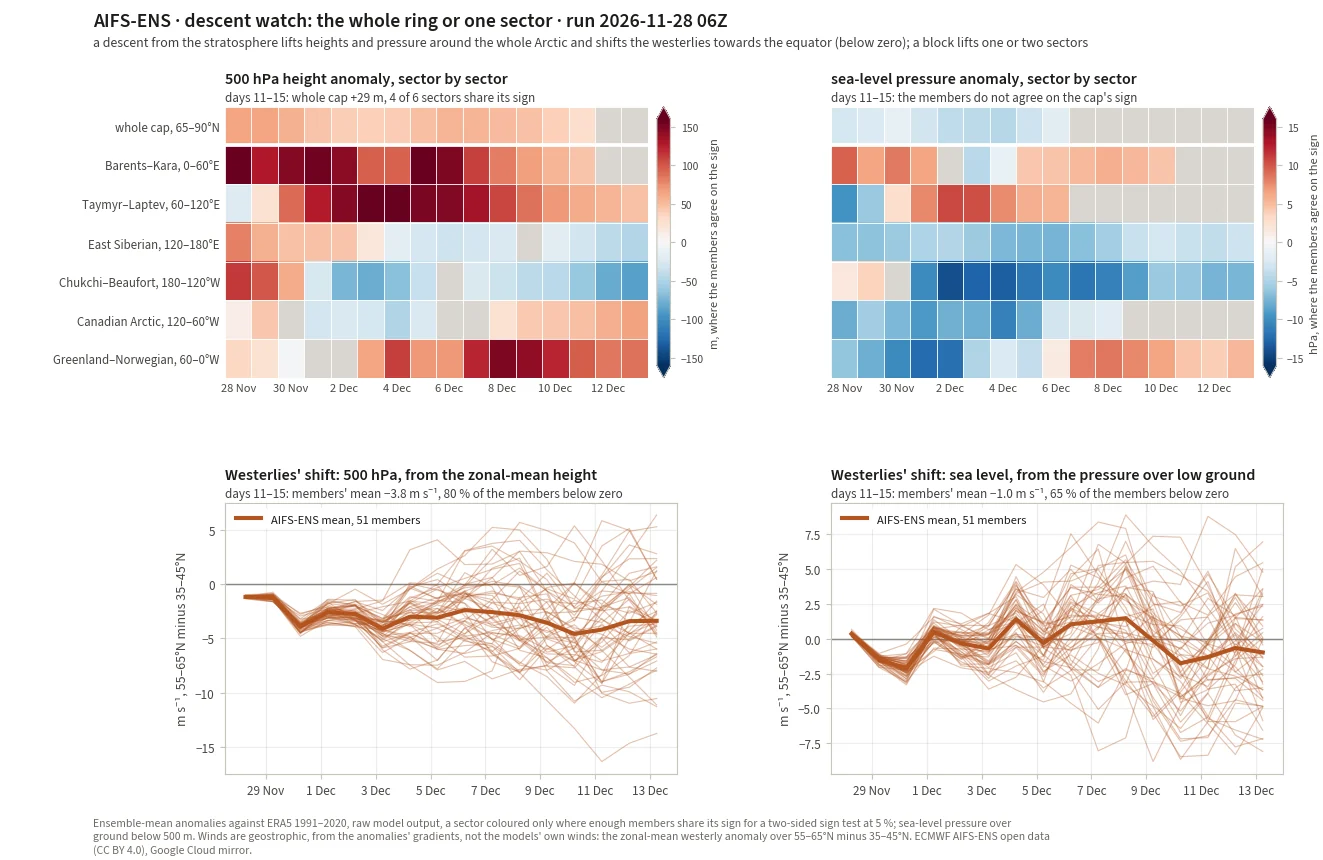 AIFS-ENS · descent watch: the whole ring or one sector · run 2026-11-28 06Z
a descent from the stratosphere lifts heights and pressure around the whole Arctic and shifts the westerlies towards the equator (below zero); a block lifts one or two sectors
500 hPa height anomaly, sector by sector
days 11–15: whole cap +29 m, 4 of 6 sectors share its sign
whole cap, 65–90°N
Barents–Kara, 0–60°E
Taymyr–Laptev, 60–120°E
East Siberian, 120–180°E
Chukchi–Beaufort, 180–120°W
Canadian Arctic, 120–60°W
Greenland–Norwegian, 60–0°W
28 Nov 30 Nov 2 Dec 4 Dec 6 Dec 8 Dec 10 Dec 12 Dec
150
100
50
0
−50
−100
−150
m, where the members agree on the sign
sea-level pressure anomaly, sector by sector
days 11–15: the members do not agree on the cap's sign
28 Nov 30 Nov 2 Dec 4 Dec 6 Dec 8 Dec 10 Dec 12 Dec
15
10
5
0
−5
−10
−15
hPa, where the members agree on the sign
Westerlies' shift: 500 hPa, from the zonal-mean height
days 11–15: members' mean −3.8 m s⁻¹, 80 % of the members below zero
AIFS-ENS mean, 51 members
m s⁻¹, 55–65°N minus 35–45°N
5
0
−5
−10
−15
29 Nov 1 Dec 3 Dec 5 Dec 7 Dec 9 Dec 11 Dec 13 Dec
Westerlies' shift: sea level, from the pressure over low ground
days 11–15: members' mean −1.0 m s⁻¹, 65 % of the members below zero
AIFS-ENS mean, 51 members
m s⁻¹, 55–65°N minus 35–45°N
7.5
5.0
2.5
0.0
−2.5
−5.0
−7.5
29 Nov 1 Dec 3 Dec 5 Dec 7 Dec 9 Dec 11 Dec 13 Dec
Ensemble-mean anomalies against ERA5 1991–2020, raw model output, a sector coloured only where enough members share its sign for a two-sided sign test at 5 %; sea-level pressure over
ground below 500 m. Winds are geostrophic, from the anomalies' gradients, not the models' own winds: the zonal-mean westerly anomaly over 55–65°N minus 35–45°N. ECMWF AIFS-ENS open data
(CC BY 4.0), Google Cloud mirror.